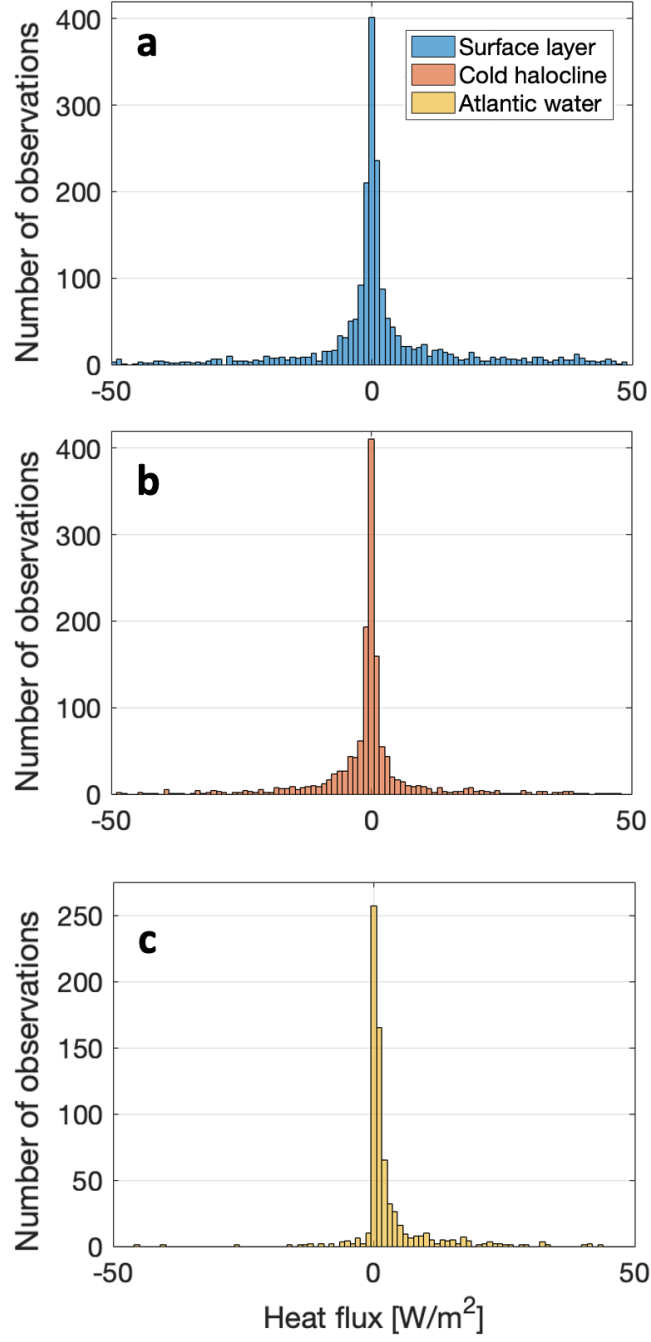 a
Surface layer
Cold halocline
Atlantic water
Number of observations
400
300
200
100
0
-50
0
50
b
Number of observations
400
300
200
100
0
-50
0
50
c
Number of observations
250
200
150
100
50
0
-50
0
50
Heat flux [W/m²]